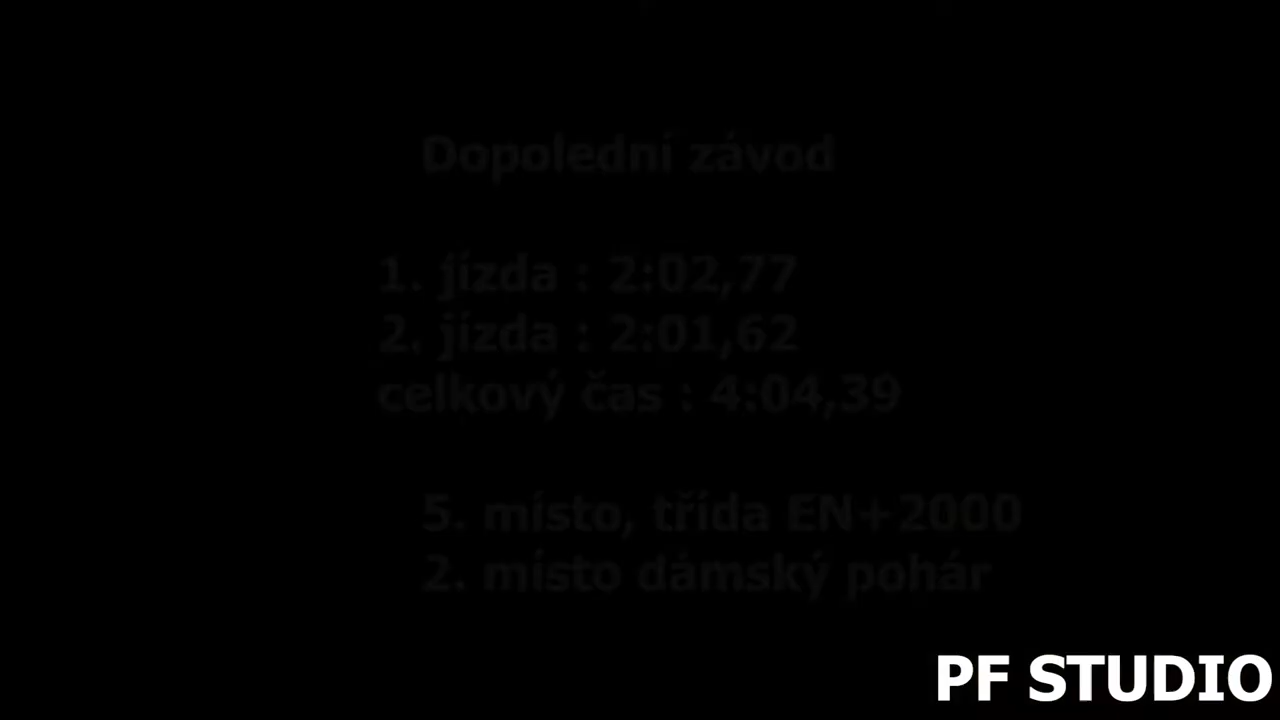 Dopolední závod
1. jízda : 2:02,77
2. jízda : 2:01,62
celkový čas : 4:04,39
5. místo, třída EN+2000
2. místo dámský pohár
PF STUDIO